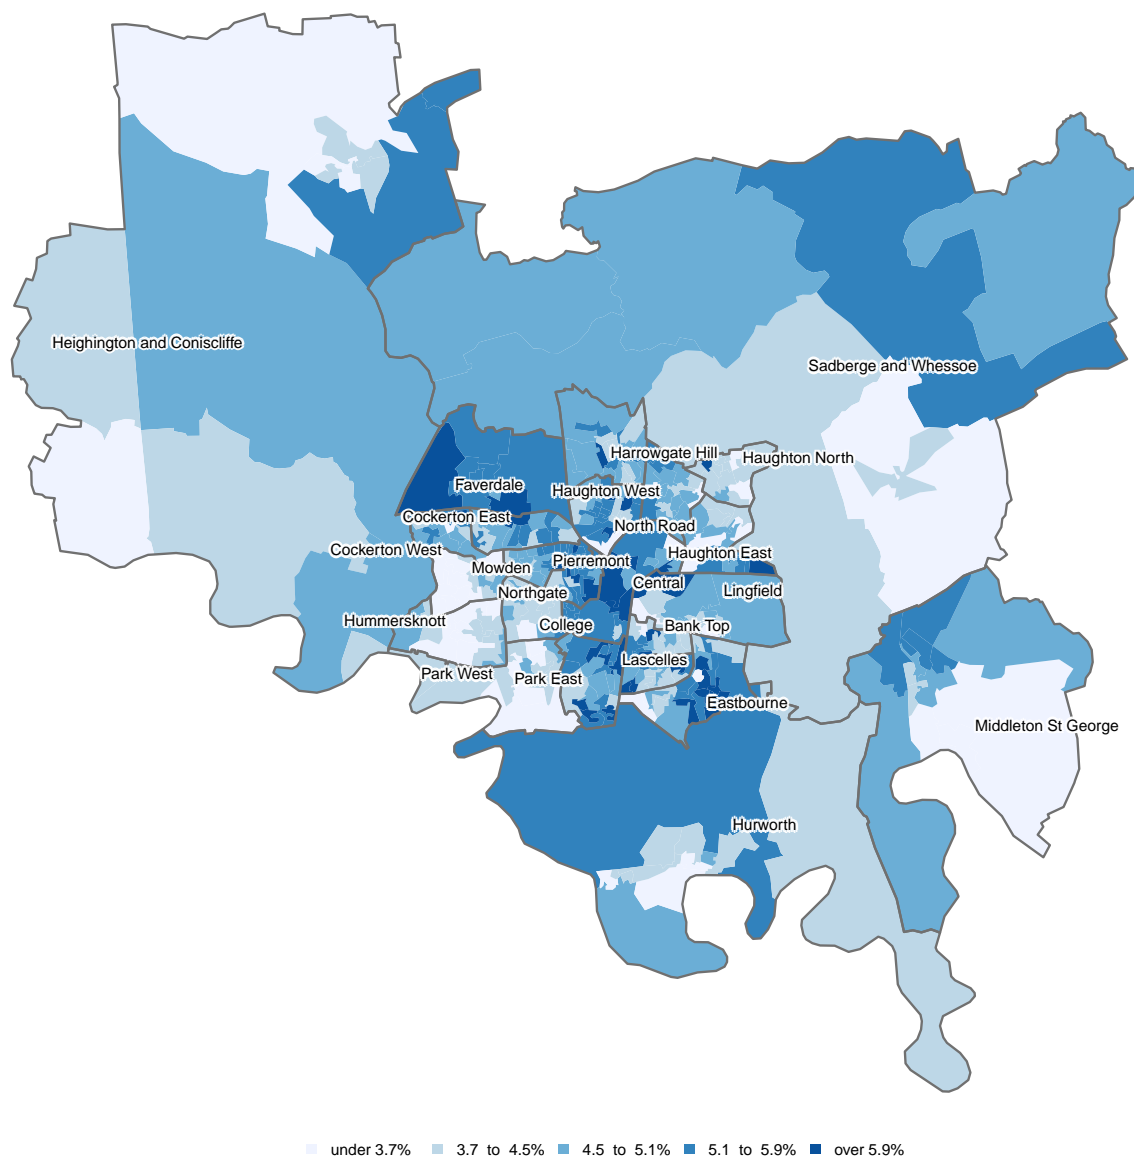 Heighington and Coniscliffe
Sadberge and Whessoe
Harrowgate Hill
Haughton North
Faverdale
Haughton West
Cockerton East
North Road
Cockerton West
Haughton East
Pierremont
Mowden
Central
Northgate
Lingfield
Hummersknott
College
Bank Top
Lascelles
Park West
Park East
Eastbourne
Middleton St George
Hurworth
under 3.7% 3.7 to 4.5% 4.5 to 5.1% 5.1 to 5.9% over 5.9%